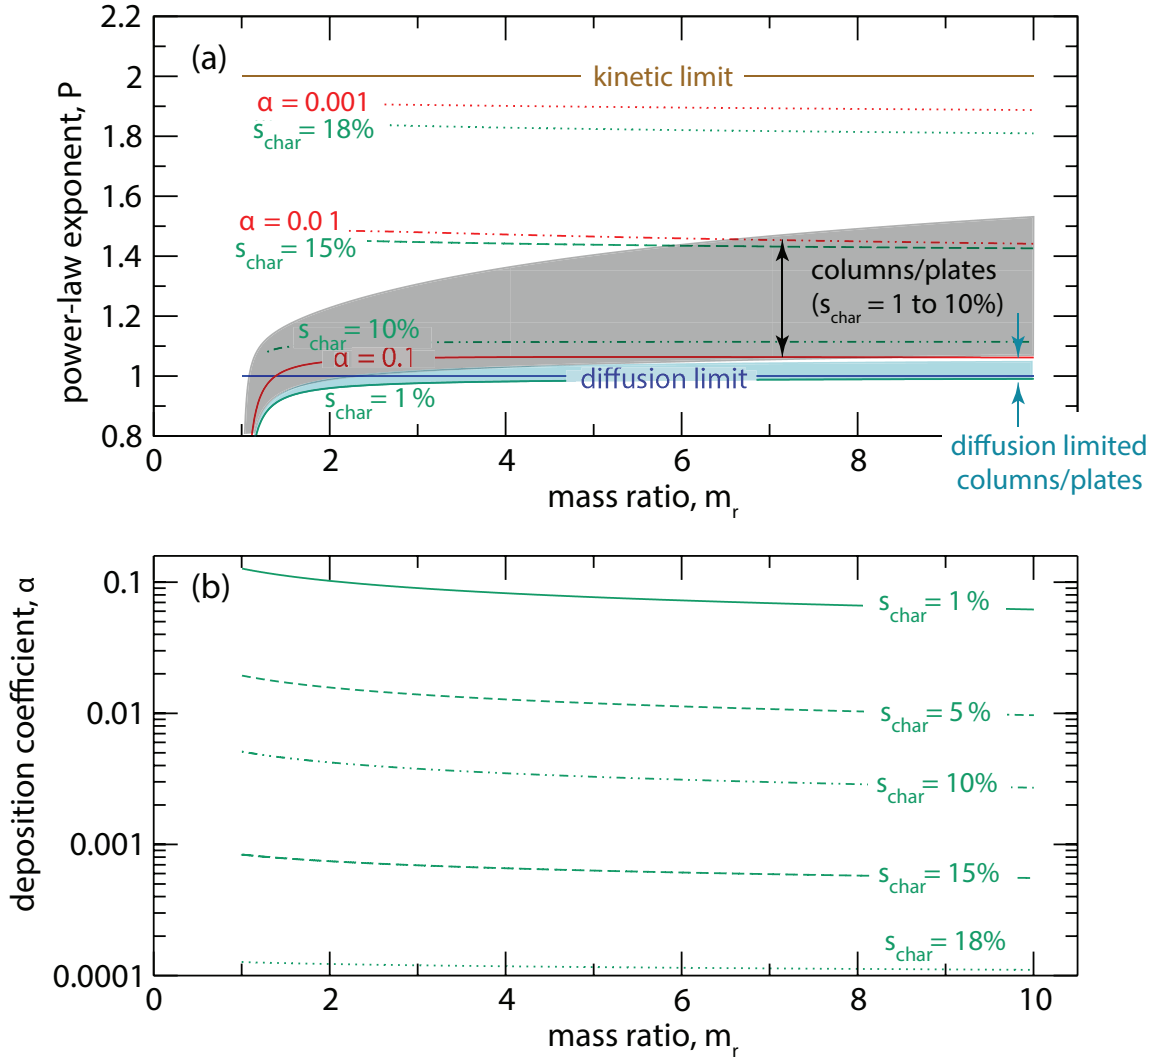 2.2
(a)
2
kinetic limit
α = 0.001
s_char = 18%
1.8
power-law exponent, P
1.6
α = 0.0 1
s_char = 15%
1.4
columns/plates
(s_char = 1 to 10%)
1.2
s_char = 10%
α = 0.1
1
diffusion limit
s_char = 1 %
0.8
0 2 4 6 8
diffusion limited
columns/plates
mass ratio, m_r
(b)
0.1
s_char = 1 %
deposition coefficient, α
0.01
s_char = 5 %
s_char = 10%
0.001
s_char = 15%
s_char = 18%
0.0001
0 2 4 6 8 10
mass ratio, m_r